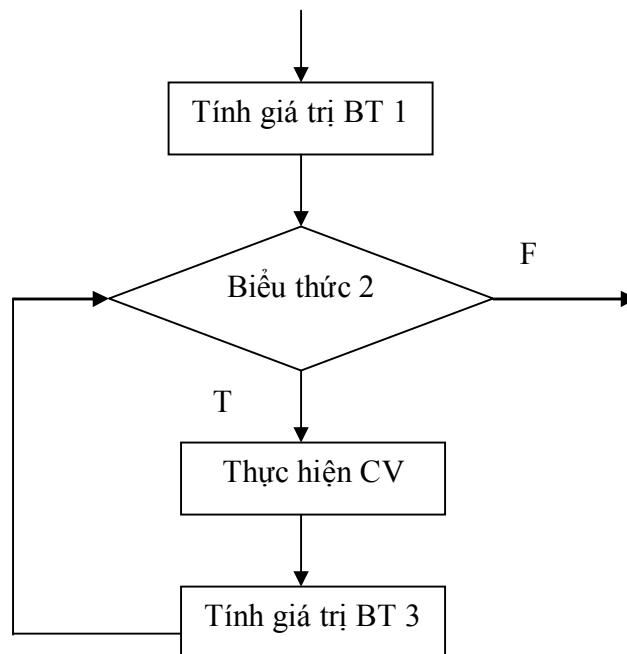 Tính giá trị BT 1
F
Biểu thức 2
T
Thực hiện CV
Tính giá trị BT 3